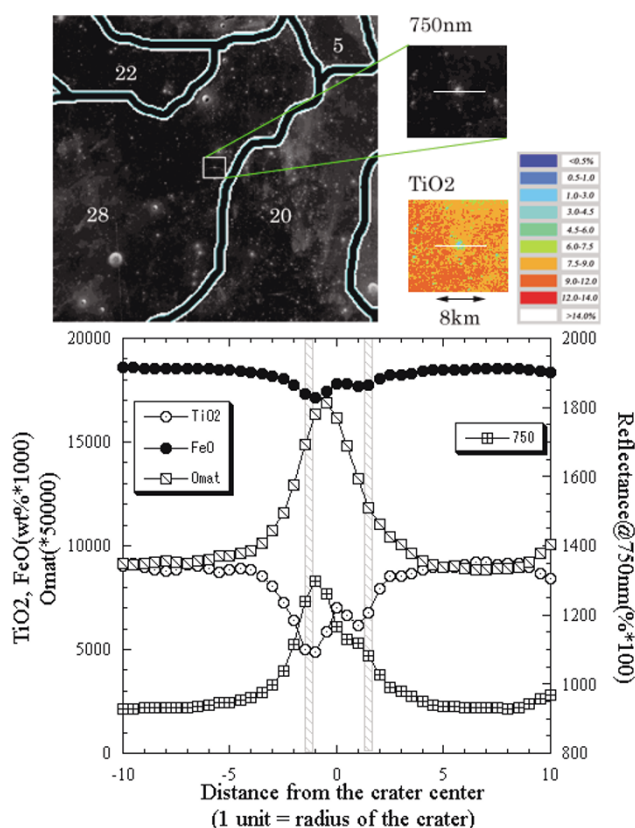 750nm
5
22
28
20
TiO2
8km
<0.5%
0.5-1.0
1.0-3.0
3.0-4.5
4.5-6.0
6.0-7.5
7.5-9.0
9.0-12.0
12.0-14.0
>14.0%
TiO2, FeO(wt%*1000)
Omat(*50000)
20000
15000
10000
5000
0
TiO2
FeO
Omat
750
2000
1800
1600
1400
1200
1000
800
Reflectance@750nm(%*100)
-10 -5 0 5 10
Distance from the crater center
(1 unit = radius of the crater)